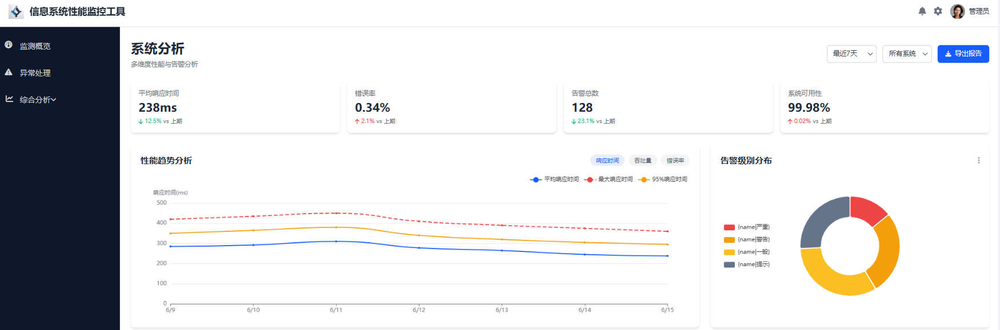 信息系统性能监控工具
管理员
监测概览
异常处理
综合分析
系统分析
多维度性能与告警分析
最近7天
所有系统
导出报告
平均响应时间
238ms
12.5% vs 上期
错误率
0.34%
2.1% vs 上期
告警总数
128
23.1% vs 上期
系统可用性
99.98%
0.02% vs 上期
性能趋势分析
响应时间
吞吐量
错误率
平均响应时间
最大响应时间
95%响应时间
响应时间(ms)
500
400
300
200
100
0
6/9
6/10
6/11
6/12
6/13
6/14
6/15
告警级别分布
{name|严重}
{name|警告}
{name|一般}
{name|提示}